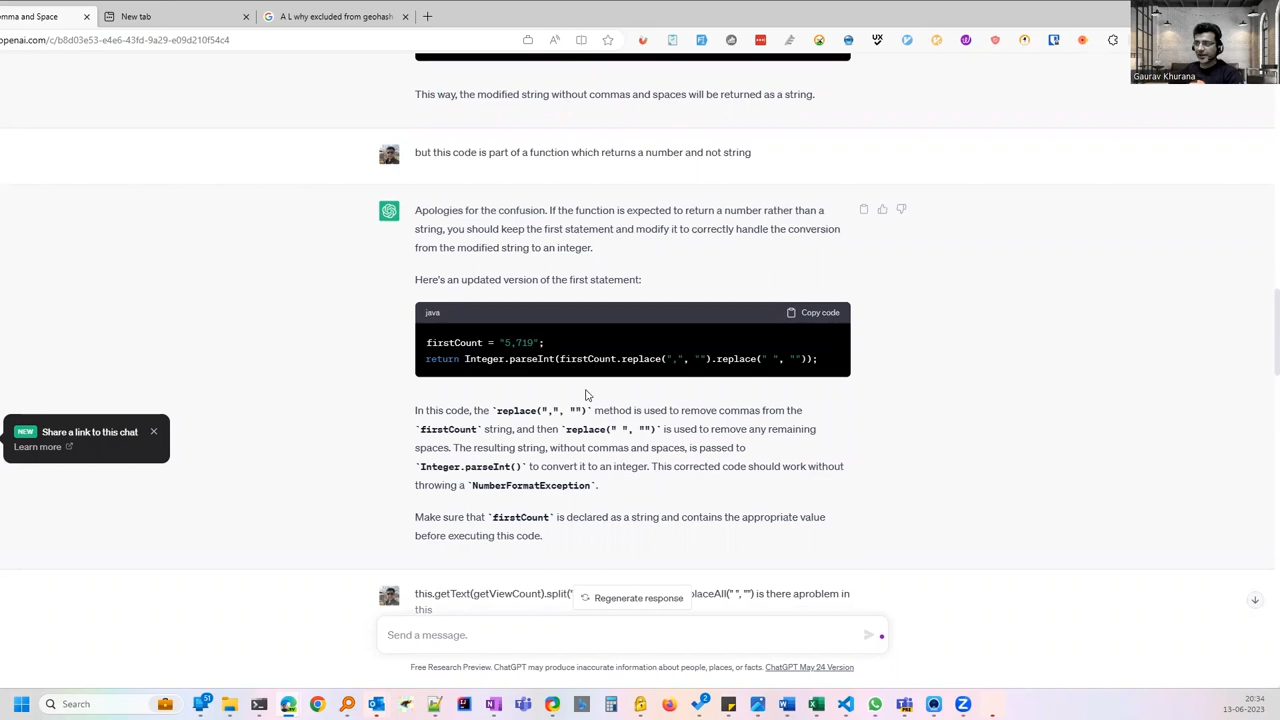 omma and Space
New tab
A L why excluded from geohash
openai.com/c/b8d03e53-e4e6-43fd-9a29-e09d210f54c4
UX
Gaurav Khurana
This way, the modified string without commas and spaces will be returned as a string.
but this code is part of a function which returns a number and not string
Apologies for the confusion. If the function is expected to return a number rather than a
string, you should keep the first statement and modify it to correctly handle the conversion
from the modified string to an integer.
Here's an updated version of the first statement:
java
Copy code
firstCount = "5,719";
return Integer.parseInt(firstCount.replace(",", "").replace(" ", ""));
In this code, the `replace(",", "")` method is used to remove commas from the
`firstCount` string, and then `replace(" ", "")` is used to remove any remaining
spaces. The resulting string, without commas and spaces, is passed to
`Integer.parseInt()` to convert it to an integer. This corrected code should work without
throwing a `NumberFormatException`.
Make sure that `firstCount` is declared as a string and contains the appropriate value
before executing this code.
NEW Share a link to this chat
Learn more
this.getText(getViewCount).split(" placeAll(" ", "") is there aproblem in
this
Regenerate response
Send a message.
Free Research Preview. ChatGPT may produce inaccurate information about people, places, or facts. ChatGPT May 24 Version
Search
20:34
13-06-2023